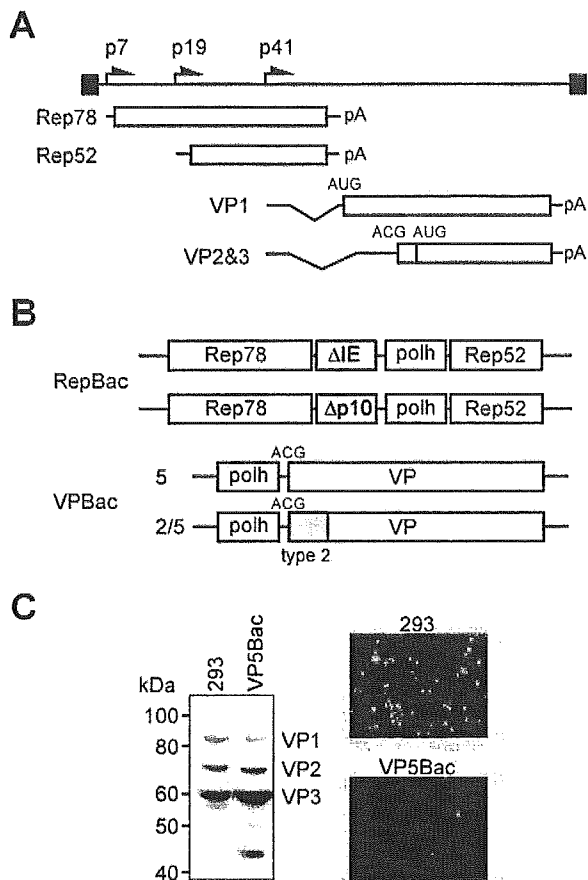 A
p7 p19 p41
Rep78 pA
Rep52 pA
AUG
VP1 pA
ACG AUG
VP2&3 pA
B
Rep78 ΔIE polh Rep52
RepBac
Rep78 Δp10 polh Rep52
ACG
5 polh VP
VPBac
ACG
2/5 polh VP
type 2
C
293
kDa 293 VP5Bac
100
80 VP1
VP2
VP5Bac
60 VP3
50
40